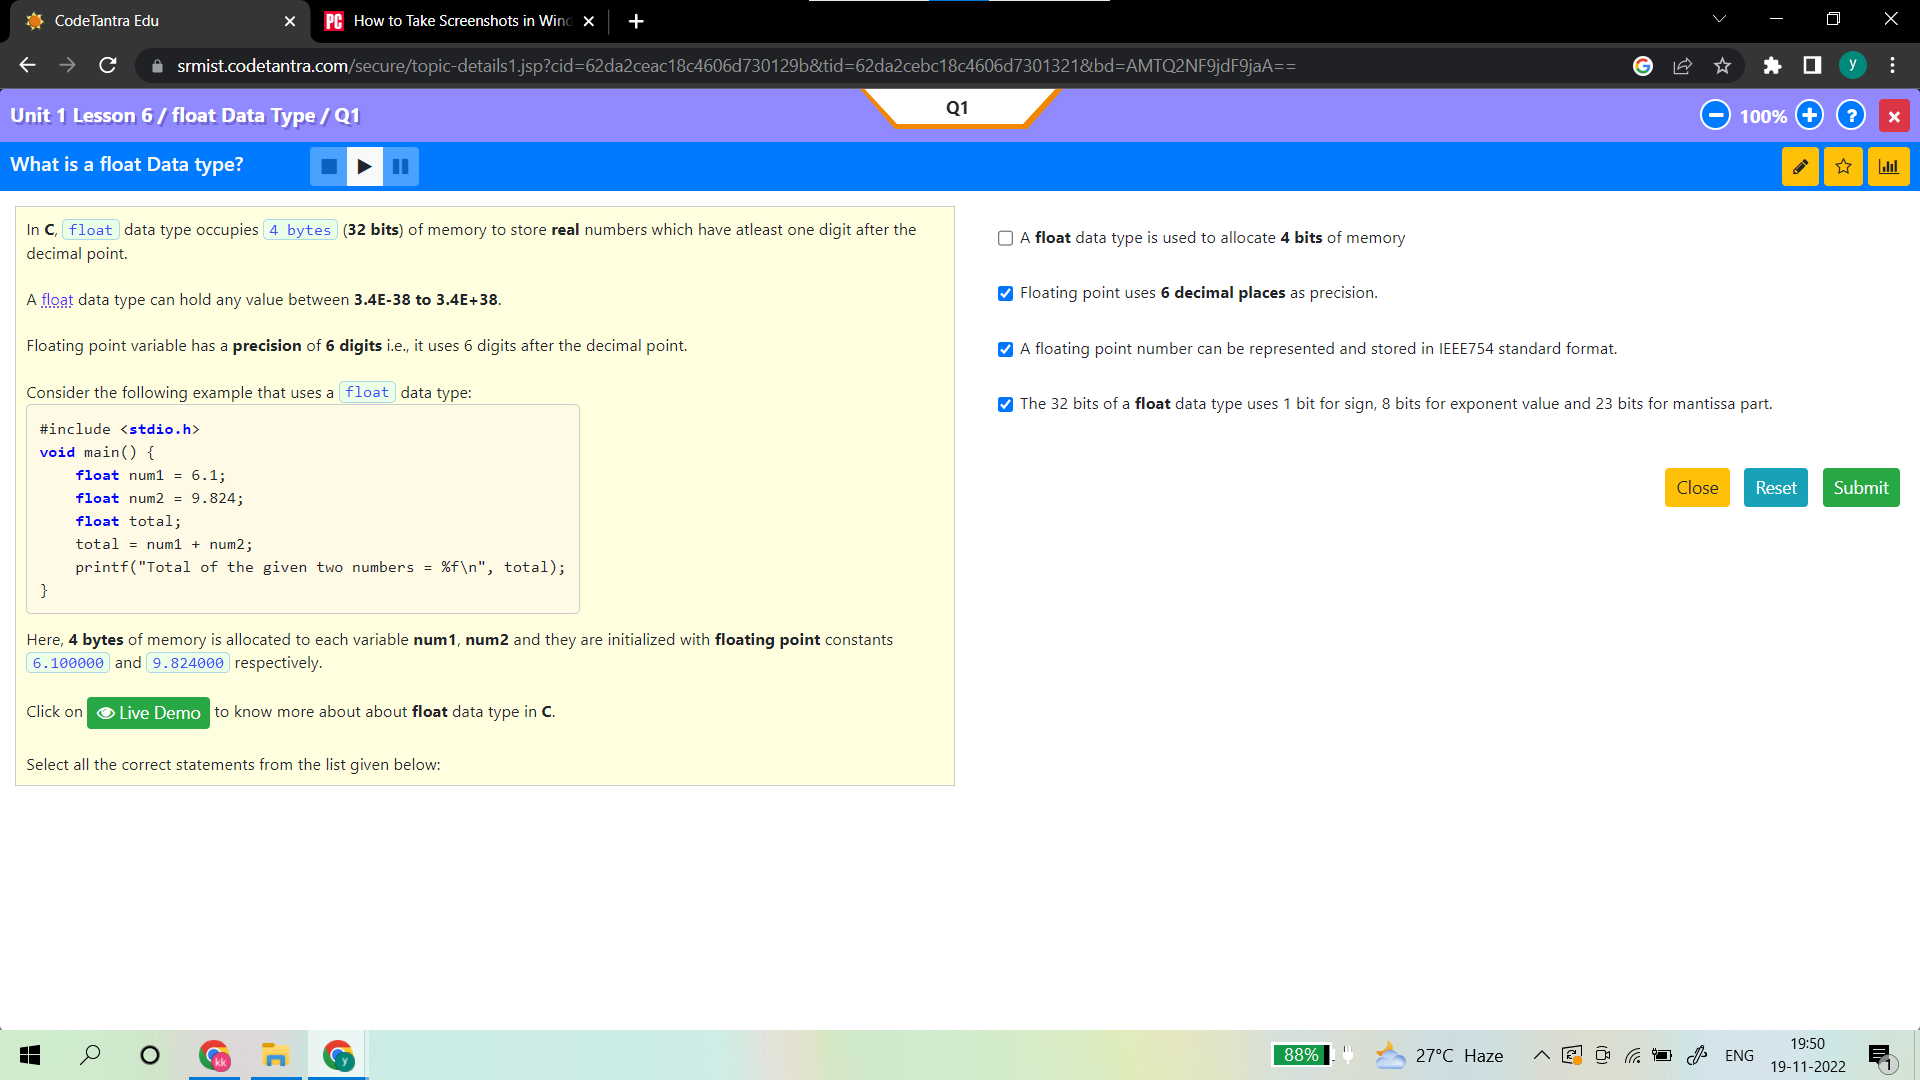 CodeTantra Edu
PC How to Take Screenshots in Wind
srmist.codetantra.com/secure/topic-details1.jsp?cid=62da2ceac18c4606d730129b&tid=62da2cebc18c4606d7301321&bd=AMTQ2NF9jdF9jaA==
y
Unit 1 Lesson 6 / float Data Type / Q1
Q1
100%
?
What is a float Data type?
In C, float data type occupies 4 bytes (32 bits) of memory to store real numbers which have atleast one digit after the
decimal point.
A float data type can hold any value between 3.4E-38 to 3.4E+38.
Floating point variable has a precision of 6 digits i.e., it uses 6 digits after the decimal point.
Consider the following example that uses a float data type:
#include <stdio.h>
void main() {
float num1 = 6.1;
float num2 = 9.824;
float total;
total = num1 + num2;
printf("Total of the given two numbers = %f\n", total);
}
Here, 4 bytes of memory is allocated to each variable num1, num2 and they are initialized with floating point constants
6.100000 and 9.824000 respectively.
Click on Live Demo to know more about about float data type in C.
Select all the correct statements from the list given below:
A float data type is used to allocate 4 bits of memory
Floating point uses 6 decimal places as precision.
A floating point number can be represented and stored in IEEE754 standard format.
The 32 bits of a float data type uses 1 bit for sign, 8 bits for exponent value and 23 bits for mantissa part.
Close Reset Submit
kk
y
88%
27°C Haze
ENG
19:50
19-11-2022
1